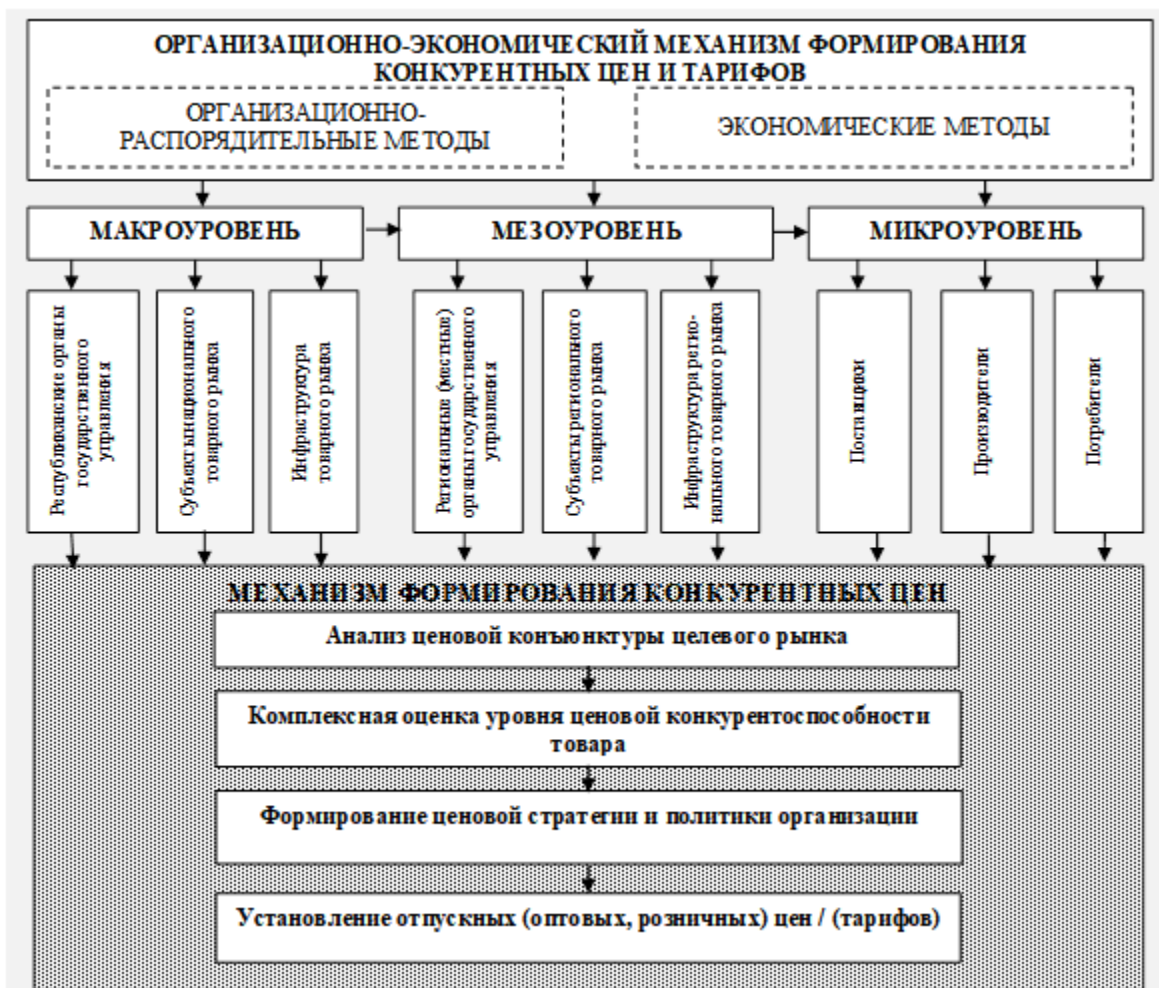 ОРГАНИЗАЦИОННО-ЭКОНОМИЧЕСКИЙ МЕХАНИЗМ ФОРМИРОВАНИЯ
КОНКУРЕНТНЫХ ЦЕН И ТАРИФОВ
ОРГАНИЗАЦИОННО-
РАСПОРЯДИТЕЛЬНЫЕ МЕТОДЫ
ЭКОНОМИЧЕСКИЕ МЕТОДЫ
МАКРОУРОВЕНЬ
МЕЗОУРОВЕНЬ
МИКРОУРОВЕНЬ
Республиканские органы
государственного
управления
Субъекты национального
товарного рынка
Инфраструктура
товарного рынка
Региональные (местные)
органы государственного
управления
Субъекты регионального
товарного рынка
Инфраструктура регио-
нального товарного рынка
Поставщики
Производители
Потребители
МЕХАНИЗМ ФОРМИРОВАНИЯ КОНКУРЕНТНЫХ ЦЕН
Анализ ценовой конъюнктуры целевого рынка
Комплексная оценка уровня ценовой конкурентоспособности
товара
Формирование ценовой стратегии и политики организации
Установление отпускных (оптовых, розничных) цен / (тарифов)